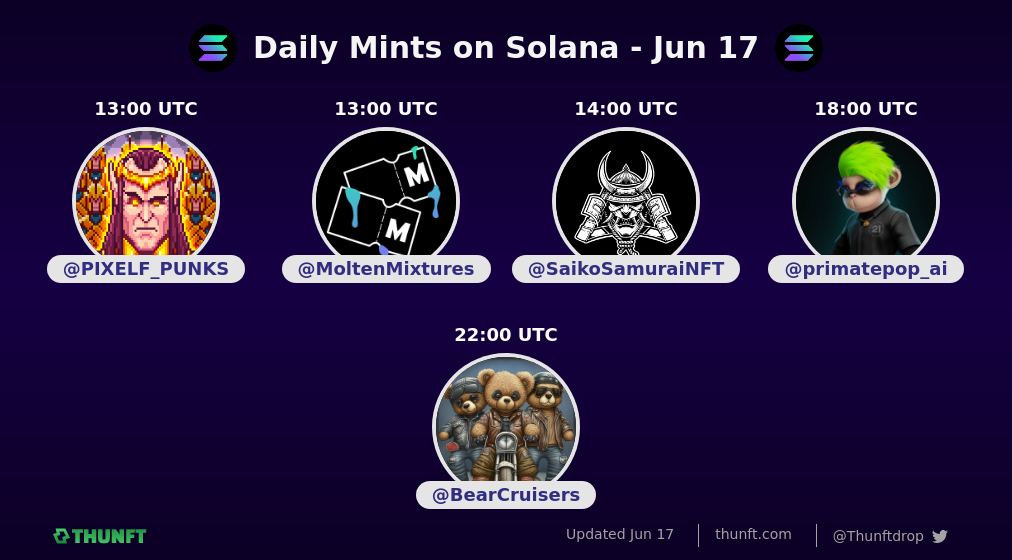 Daily Mints on Solana - Jun 17
13:00 UTC
13:00 UTC
14:00 UTC
18:00 UTC
M
M
21
@PIXELF_PUNKS
@MoltenMixtures
@SaikoSamuraiNFT
@primatepop_ai
22:00 UTC
@BearCruisers
THUNFT
Updated Jun 17
thunft.com
@Thunftdrop